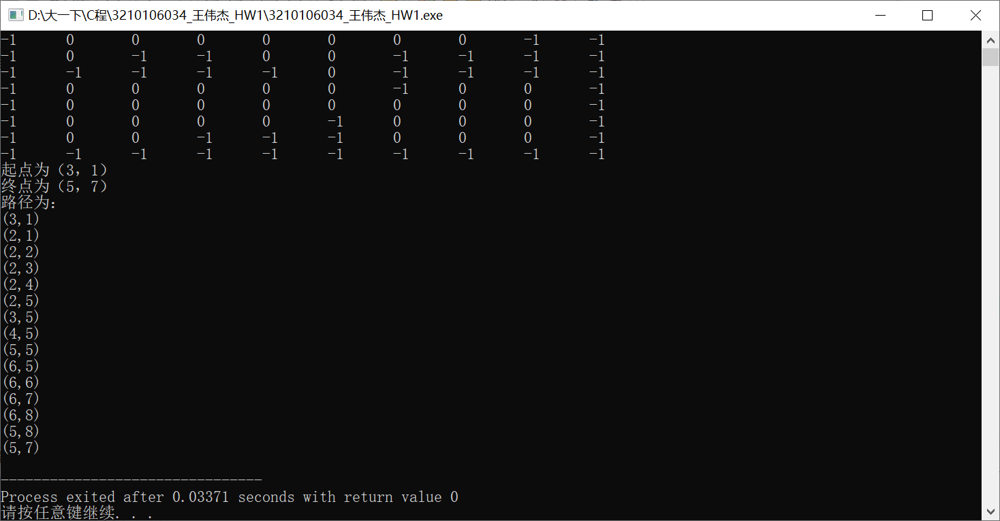 D:\大一下\C程\3210106034_王伟杰_HW1\3210106034_王伟杰_HW1.exe
-1 0 0 0 0 0 0 0 -1 -1
-1 0 -1 -1 0 0 -1 -1 -1 -1
-1 -1 -1 -1 -1 0 -1 -1 -1 -1
-1 0 0 0 0 0 -1 0 0 -1
-1 0 0 0 0 0 0 0 0 -1
-1 0 0 0 0 -1 0 0 0 -1
-1 0 0 -1 -1 -1 0 0 0 -1
-1 -1 -1 -1 -1 -1 -1 -1 -1 -1
起点为（3，1）
终点为（5，7）
路径为：
(3,1)
(2,1)
(2,2)
(2,3)
(2,4)
(2,5)
(3,5)
(4,5)
(5,5)
(6,5)
(6,6)
(6,7)
(6,8)
(5,8)
(5,7)
--------------------------------
Process exited after 0.03371 seconds with return value 0
请按任意键继续. . .